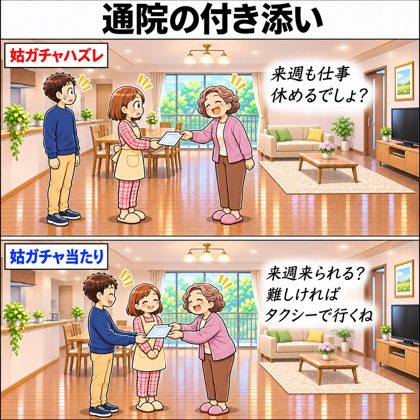 通院の付き添い
姑ガチャハズレ
来週も仕事
休めるでしょ？
姑ガチャ当たり
来週来られる？
難しければ
タクシーで行くね